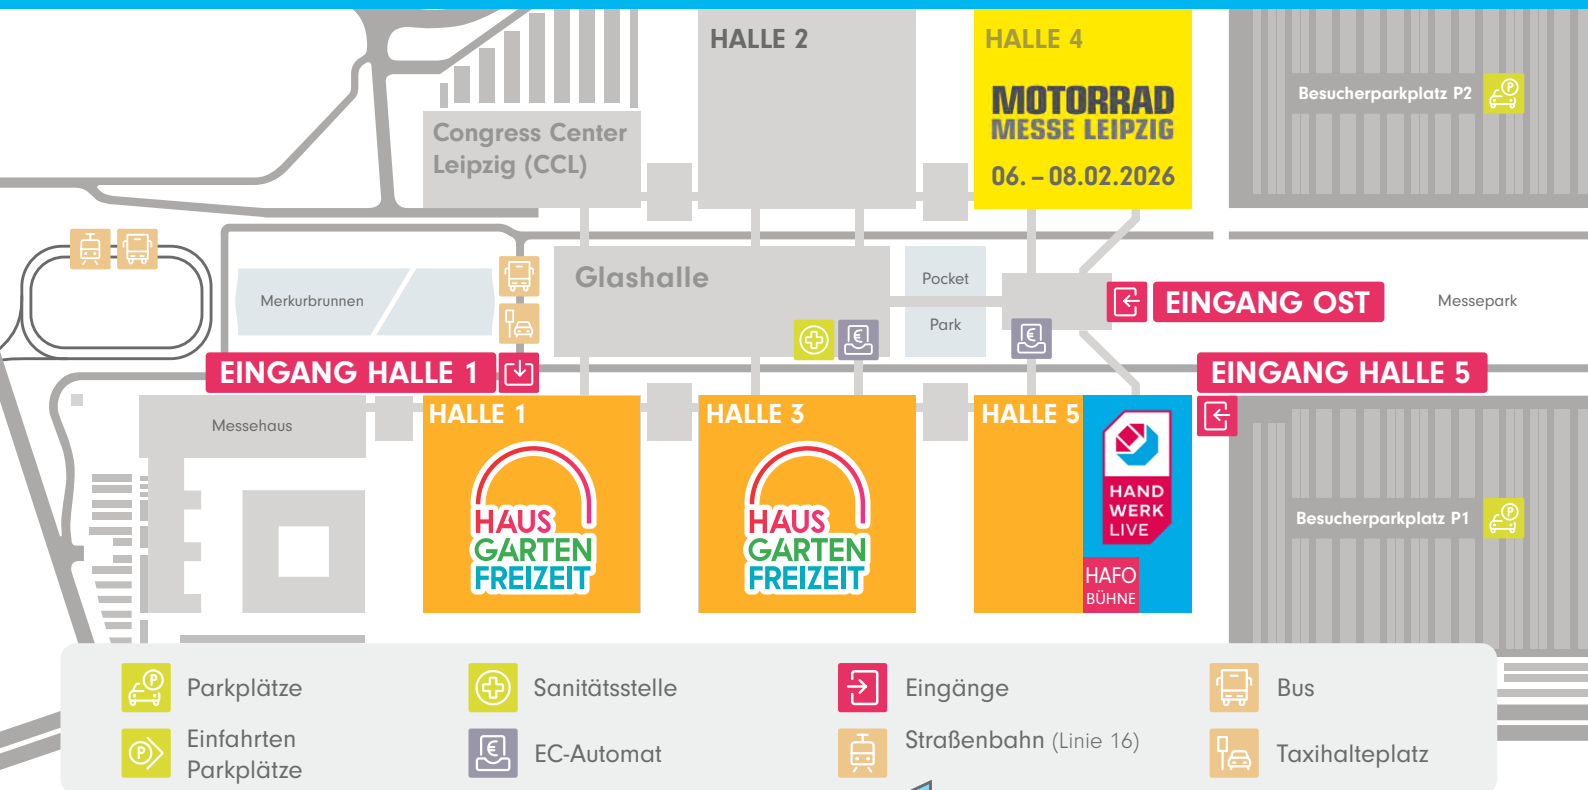 HALLE 2
HALLE 4
MOTORRAD
MESSE LEIPZIG
06. – 08.02.2026
Besucherparkplatz P2
Congress Center
Leipzig (CCL)
Glashalle
Pocket
Park
Merkurbrunnen
EINGANG OST
Messepark
EINGANG HALLE 1
EINGANG HALLE 5
Messehaus
HALLE 1
HAUS
GARTEN
FREIZEIT
HALLE 3
HAUS
GARTEN
FREIZEIT
HALLE 5
HAND
WERK
LIVE
HAFO
BÜHNE
Besucherparkplatz P1
Parkplätze
Sanitätsstelle
Eingänge
Bus
Einfahrten
Parkplätze
EC-Automat
Straßenbahn (Linie 16)
Taxihalteplatz